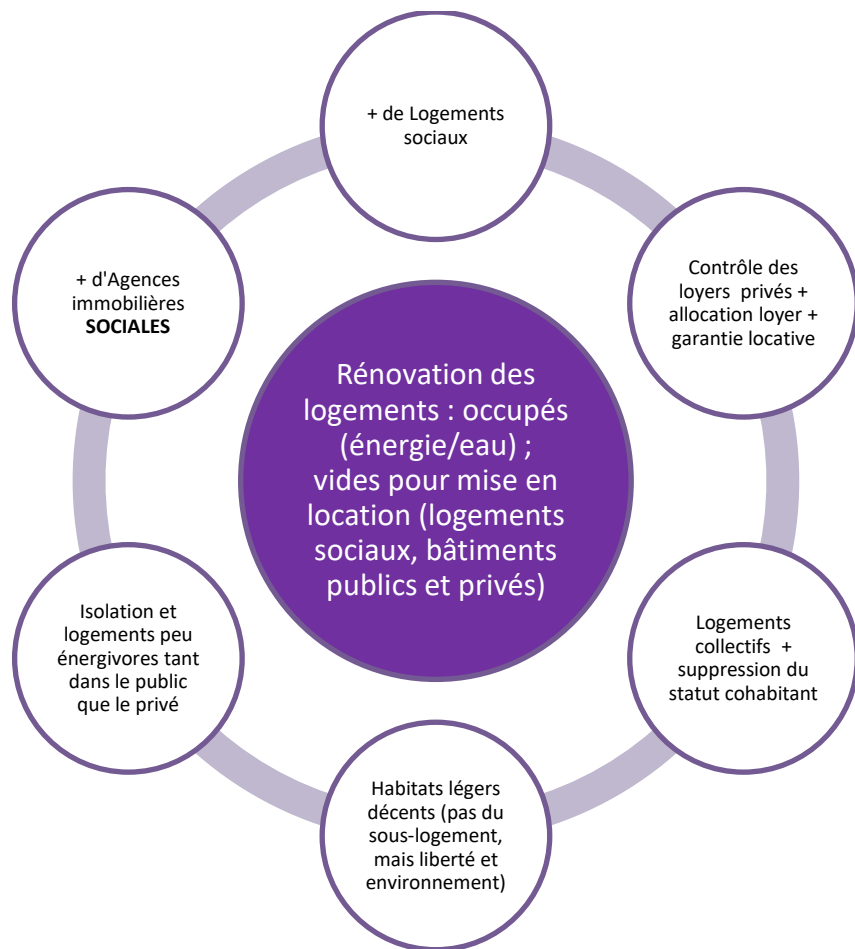 + de Logements
sociaux
Contrôle des
loyers privés +
allocation loyer +
garantie locative
Logements
collectifs +
suppression du
statut cohabitant
Habitats légers
décents (pas du
sous-logement,
mais liberté et
environnement)
Isolation et
logements peu
énergivores tant
dans le public
que le privé
+ d'Agences
immobilières
SOCIALES
Rénovation des
logements : occupés
(énergie/eau) ;
vides pour mise en
location (logements
sociaux, bâtiments
publics et privés)